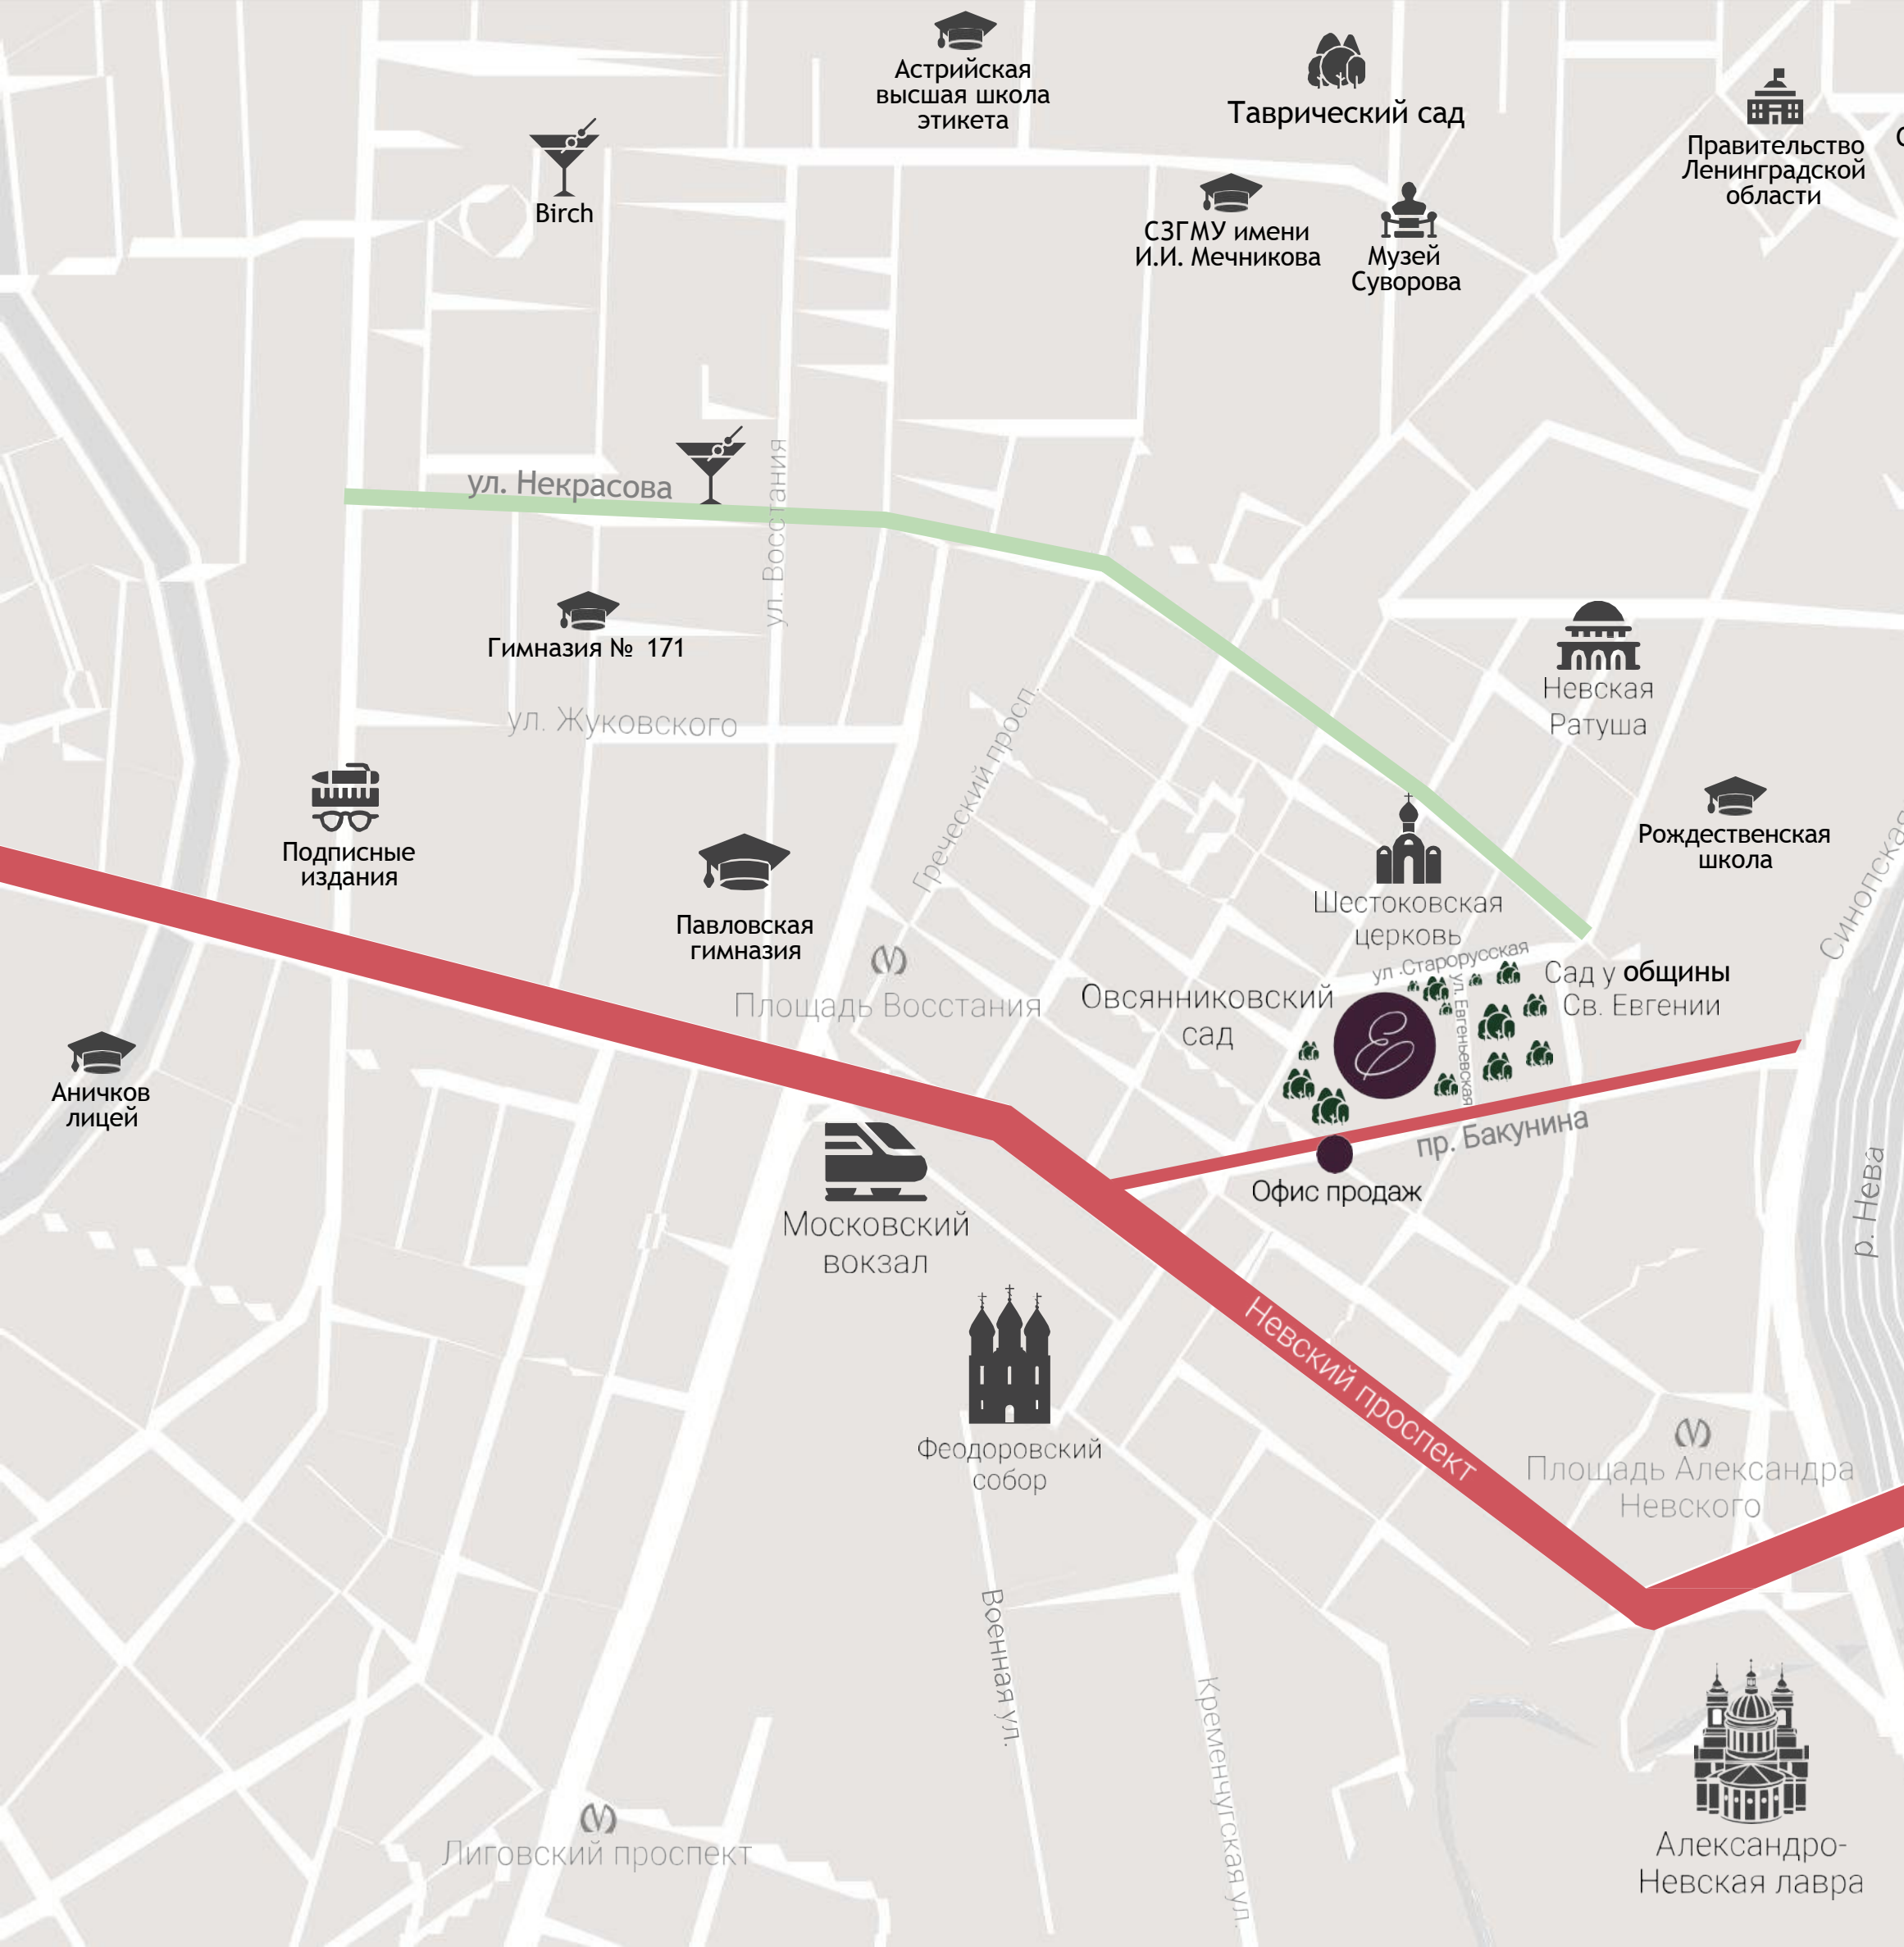 Астрийская
высшая школа
этикета
Таврический сад
Правительство
Ленинградской
области
Birch
СЗГМУ имени
И.И. Мечникова
Музей
Суворова
ул. Некрасова
ул. Восстания
Гимназия № 171
ул. Жуковского
Греческий просп.
Невская
Ратуша
Подписные
издания
Рождественская
школа
Синопская
Павловская
гимназия
Шестоковская
церковь
ул .Старорусская
Площадь Восстания
Овсянниковский
сад
Сад у общины
Св. Евгении
ул. Евгеньевская
Е
Аничков
лицей
пр. Бакунина
Офис продаж
р. Нева
Московский
вокзал
Невский проспект
Феодоровский
собор
Площадь Александра
Невского
Военная ул.
Кременчугская ул.
Лиговский проспект
Александро-
Невская лавра